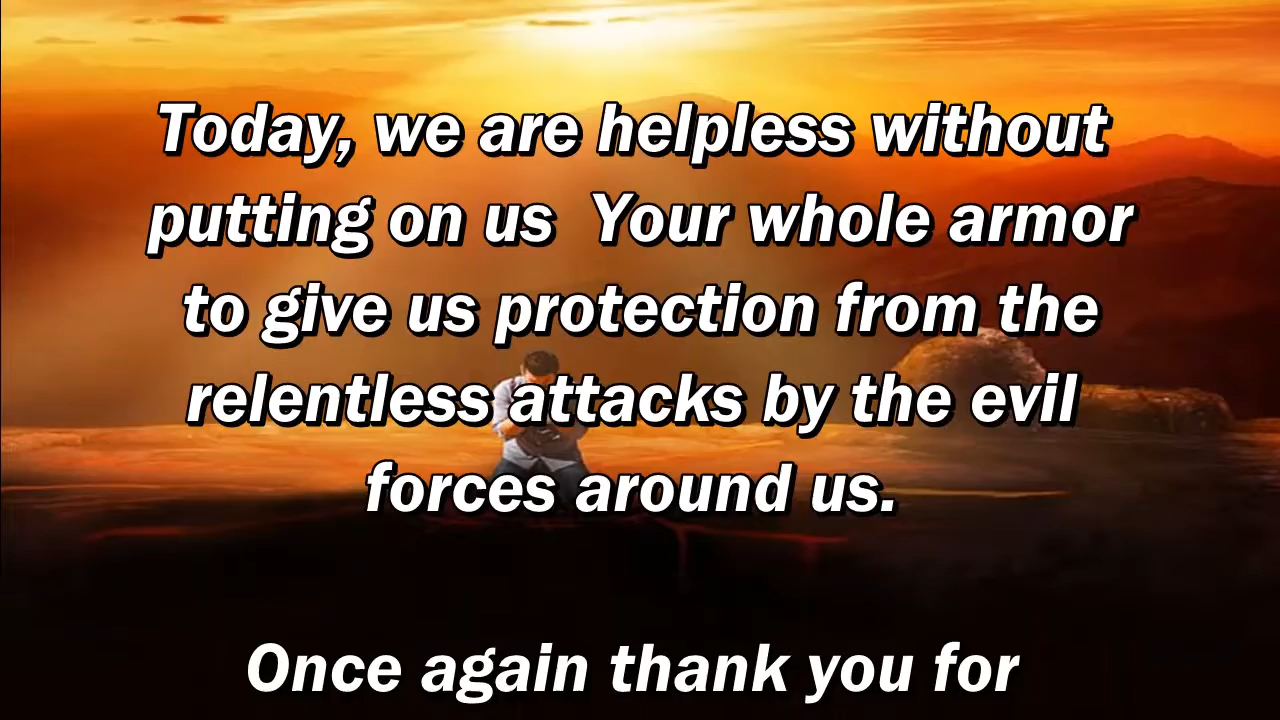 Today, we are helpless without
putting on us  Your whole armor
to give us protection from the
relentless attacks by the evil
forces around us.
Once again thank you for